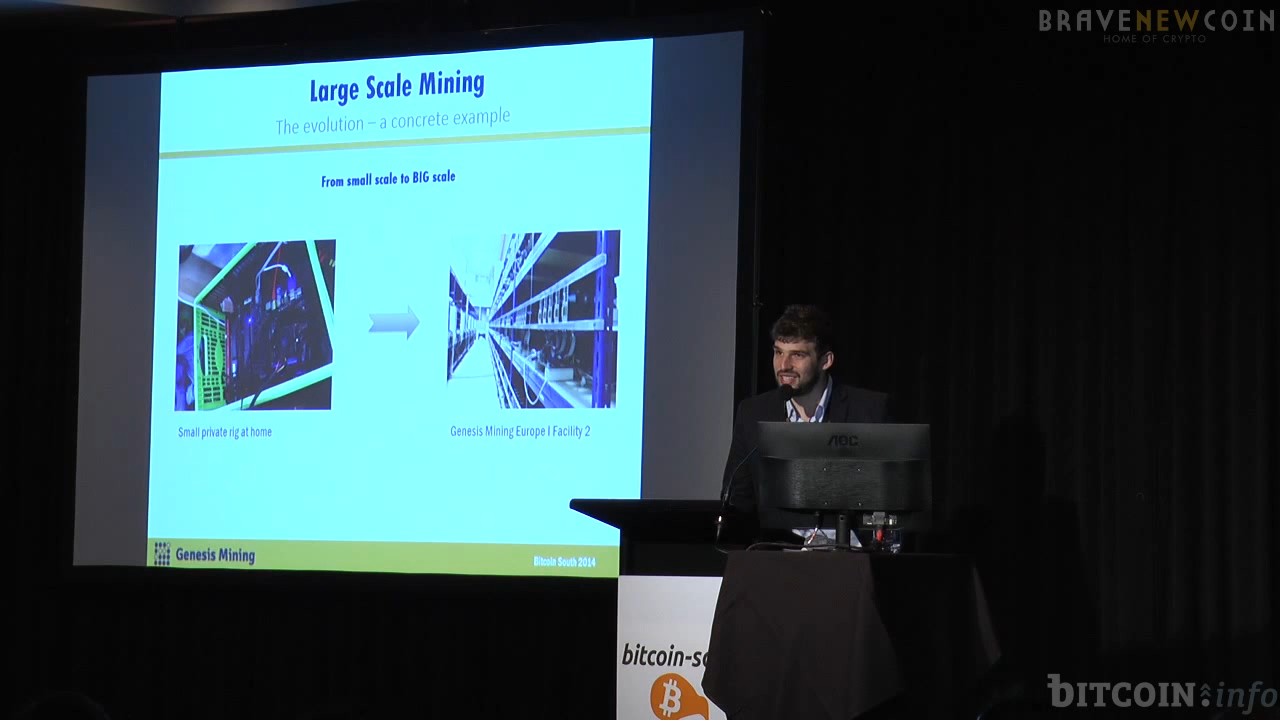 BRAVENEWCOIN
HOME OF CRYPTO
Large Scale Mining
The evolution – a concrete example
From small scale to BIG scale
Small private rig at home
Genesis Mining Europe I Facility 2
Genesis Mining
Bitcoin South 2014
AOC
bitcoin-so
BITCOIN info